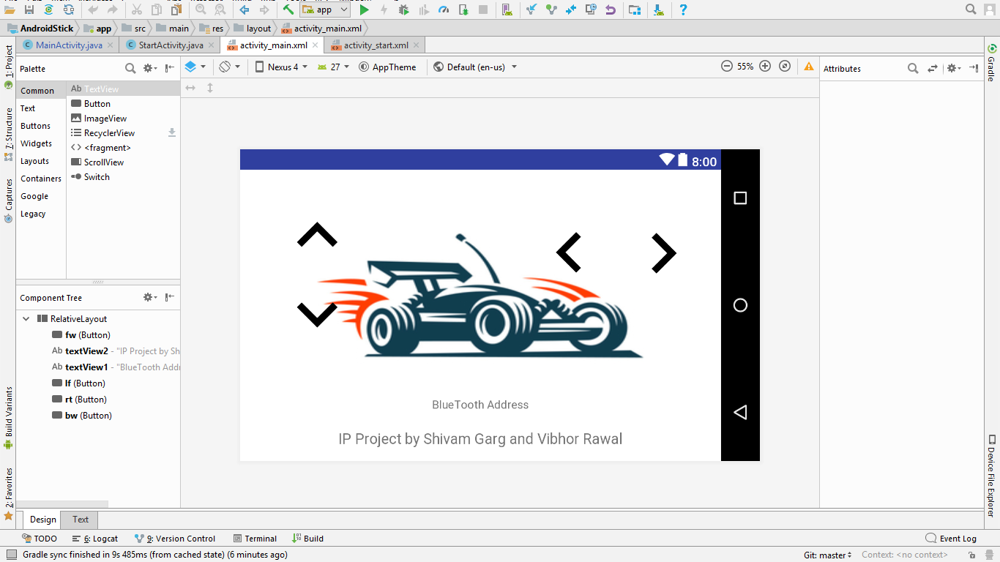 app
AndroidStick
app
src
main
res
layout
activity_main.xml
MainActivity.java
StartActivity.java
activity_main.xml
activity_start.xml
1: Project
7: Structure
Captures
Build Variants
2: Favorites
Palette
Common
Text
Buttons
Widgets
Layouts
Containers
Google
Legacy
Ab TextView
Button
ImageView
RecyclerView
<fragment>
ScrollView
Switch
Nexus 4
27
AppTheme
Default (en-us)
55%
Attributes
Gradle
Device File Explorer
8:00
BlueTooth Address
IP Project by Shivam Garg and Vibhor Rawal
Component Tree
RelativeLayout
fw (Button)
Ab textView2 - "IP Project by Sh
Ab textView1 - "BlueTooth Addr
lf (Button)
rt (Button)
bw (Button)
Design
Text
TODO
6: Logcat
9: Version Control
Terminal
Build
Event Log
Gradle sync finished in 9s 485ms (from cached state) (6 minutes ago)
Git: master
Context: <no context>